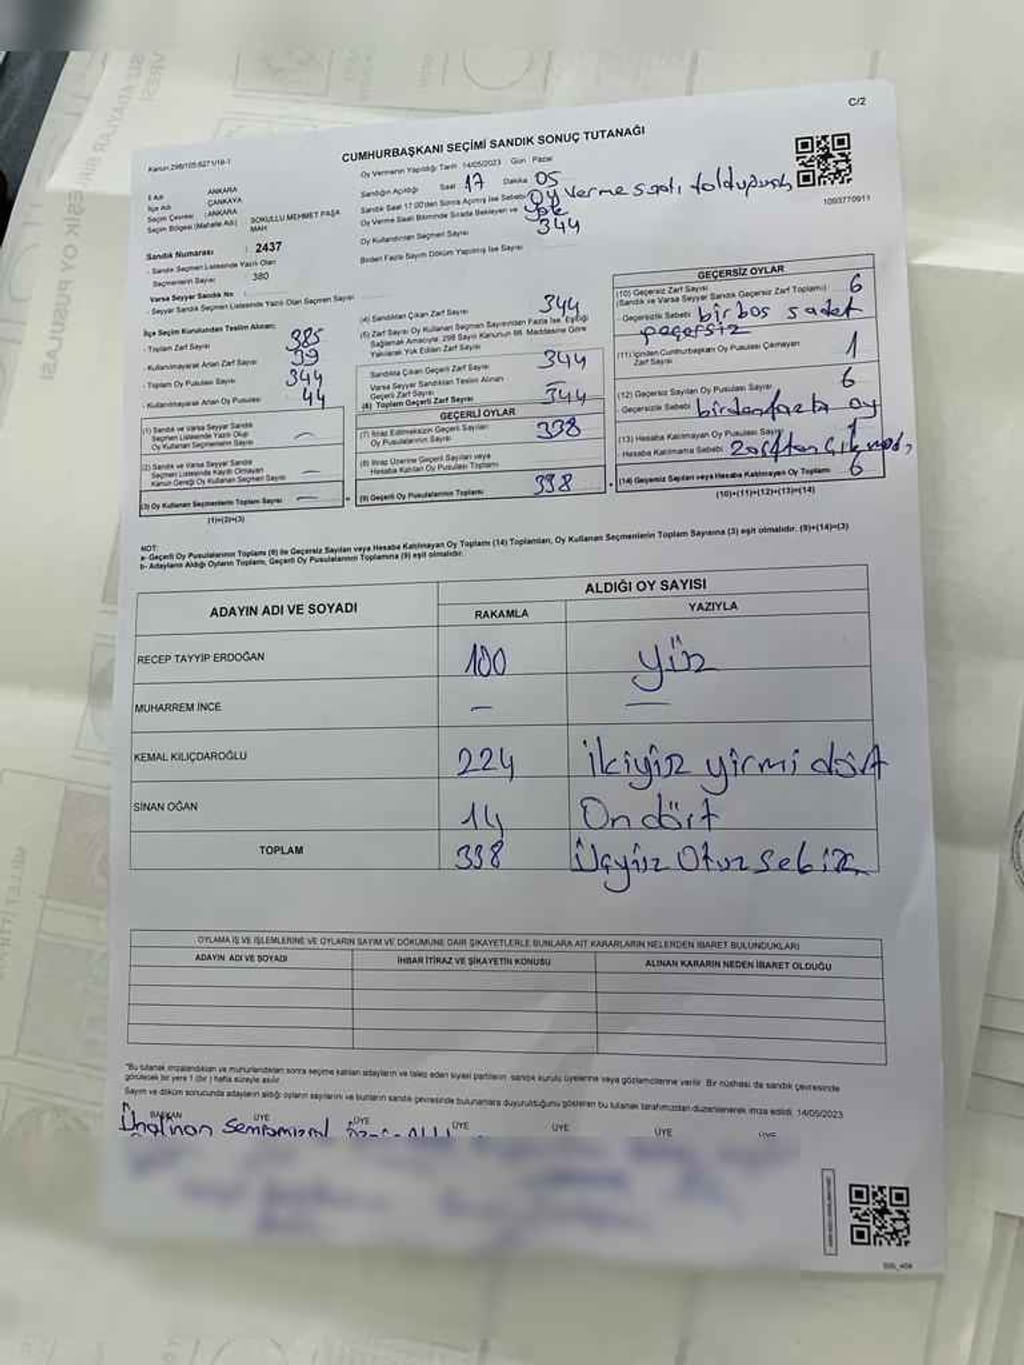 C/2
Kanun:298/105:6271/18-1
CUMHURBAŞKANI SEÇİMİ SANDIK SONUÇ TUTANAĞI
1093770911
İl Adı : ANKARA
İlçe Adı : ÇANKAYA
Seçim Çevresi : ANKARA
Seçim Bölgesi (Mahalle Adı) : SOKULLU MEHMET PAŞA MAH
Sandık Numarası : 2437
- Sandık Seçmen Listesinde Yazılı Olan
Seçmenlerin Sayısı 380
Varsa Seyyar Sandık No :
- Seyyar Sandık Seçmen Listesinde Yazılı Olan Seçmen Sayısı
Oy Vermenin Yapıldığı Tarih 14/05/2023 Gün : Pazar
Sandığın Açıldığı Saat 17 Dakika 05
Sandık Saat 17:00'den Sonra Açılmış İse Sebebi Oy verme saati dolduğunda
Oy Verme Saati Bitiminde Sırada Bekleyen ve yok
Oy Kullandırılan Seçmen Sayısı 344
Birden Fazla Sayım Döküm Yapılmış İse Sayısı
İlçe Seçim Kurulundan Teslim Alınan;
- Toplam Zarf Sayısı 385
- Kullanılmayarak Artan Zarf Sayısı 39
- Toplam Oy Pusulası Sayısı 344
- Kullanılmayarak Artan Oy Pusulası 44
(1) Sandık ve Varsa Seyyar Sandık
Seçmen Listesinde Yazılı Olup
Oy Kullanan Seçmenlerin Sayısı —
(2) Sandık ve Varsa Seyyar Sandık
Seçmen Listesinde Kayıtlı Olmayan
Kanun Gereği Oy Kullanan Seçmen Sayısı —
(3) Oy Kullanan Seçmenlerin Toplam Sayısı —
(1)+(2)=(3)
(4) Sandıktan Çıkan Zarf Sayısı 344
(5) Zarf Sayısı Oy Kullanan Seçmen Sayısından Fazla İse, Eşitliği
Sağlamak Amacıyla, 298 Sayılı Kanunun 98. Maddesine Göre
Yakılarak Yok Edilen Zarf Sayısı
Sandıkta Çıkan Geçerli Zarf Sayısı 344
Varsa Seyyar Sandıktan Teslim Alınan
Geçerli Zarf Sayısı —
(6) Toplam Geçerli Zarf Sayısı 344
GEÇERLİ OYLAR
(7) İtiraz Edilmeksizin Geçerli Sayılan
Oy Pusulalarının Sayısı 338
(8) İtiraz Üzerine Geçerli Sayılan veya
Hesaba Katılan Oy Pusulası Toplamı
(9) Geçerli Oy Pusulalarının Toplamı 338
GEÇERSİZ OYLAR
(10) Geçersiz Zarf Sayısı 6
(Sandık ve Varsa Seyyar Sandık Geçersiz Zarf Toplamı)
- Geçersizlik Sebebi bir boş 5 adet
geçersiz
(11) İçinden Cumhurbaşkanı Oy Pusulası Çıkmayan
Zarf Sayısı 1
(12) Geçersiz Sayılan Oy Pusulası Sayısı 6
- Geçersizlik Sebebi birden fazla oy
(13) Hesaba Katılmayan Oy Pusulası Sayısı 1
Hesaba Katılmama Sebebi: zarftan çıkmadı
(14) Geçersiz Sayılan veya Hesaba Katılmayan Oy Toplamı 6
(10)+(11)+(12)+(13)=(14)
NOT:
a- Geçerli Oy Pusulalarının Toplamı (9) ile Geçersiz Sayılan veya Hesaba Katılmayan Oy Toplamı (14) Toplamları, Oy Kullanan Seçmenlerin Toplam Sayısına (3) eşit olmalıdır. (9)+(14)=(3)
b- Adayların Aldığı Oyların Toplamı, Geçerli Oy Pusulalarının Toplamına (9) eşit olmalıdır.
ADAYIN ADI VE SOYADI ALDIĞI OY SAYISI
RAKAMLA YAZIYLA
RECEP TAYYİP ERDOĞAN 100 yüz
MUHARREM İNCE — —
KEMAL KILIÇDAROĞLU 224 ikiyüz yirmi dört
SİNAN OĞAN 14 On dört
TOPLAM 338 Üçyüz Otuz sekiz
OYLAMA İŞ VE İŞLEMLERİNE VE OYLARIN SAYIM VE DÖKÜMÜNE DAİR ŞİKAYETLERLE BUNLARA AİT KARARLARIN NELERDEN İBARET BULUNDUKLARI
ADAYIN ADI VE SOYADI İHBAR İTİRAZ VE ŞİKAYETİN KONUSU ALINAN KARARIN NEDEN İBARET OLDUĞU
"Bu tutanak imzalandıktan ve mühürlendikten sonra seçime katılan adayların ve talep eden siyasi partilerin sandık kurulu üyelerine veya gözlemcilerine verilir. Bir nüshası da sandık çevresinde
görülecek bir yere 1 (bir ) hafta süreyle asılır.
Sayım ve döküm sonucunda adayların aldığı oyların sayılarını ve bunların sandık çevresinde bulunanlara duyurulduğunu gösteren bu tutanak tarafımızdan düzenlenerek imza edildi. 14/05/2023
BAŞKAN ÜYE ÜYE ÜYE ÜYE ÜYE ÜYE